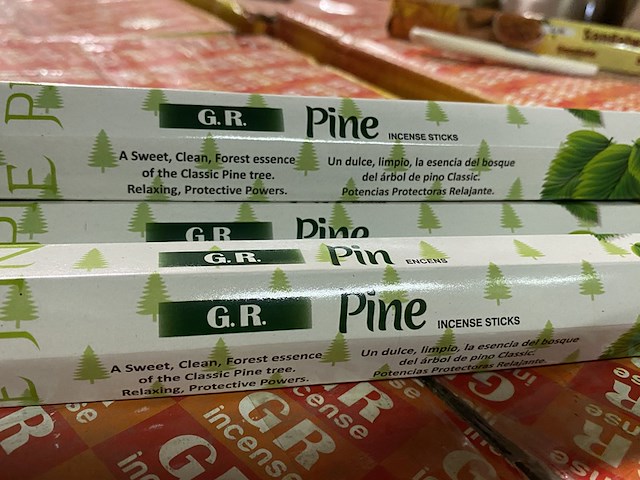 G.R. Pine INCENSE STICKS
A Sweet, Clean, Forest essence
of the Classic Pine tree.
Relaxing, Protective Powers.
Un dulce, limpio, la esencia del bosque
del árbol de pino Classic.
Potencias Protectoras Relajante.
G.R. Pine
G.R. Pin ENCENS
G.R. Pine INCENSE STICKS
A Sweet, Clean, Forest essence
of the Classic Pine tree.
Relaxing, Protective Powers.
Un dulce, limpio, la esencia del bosque
del árbol de pino Classic.
Potencias Protectoras Relajante.
GR
incense
GR
incense